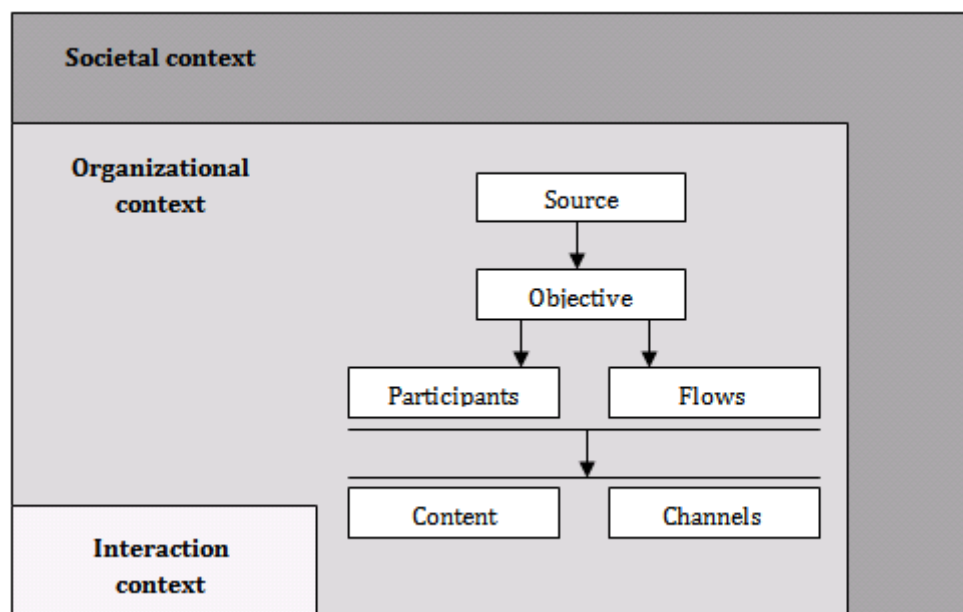 Societal context
Organizational
context
Source
Objective
Participants
Flows
Content
Channels
Interaction
context